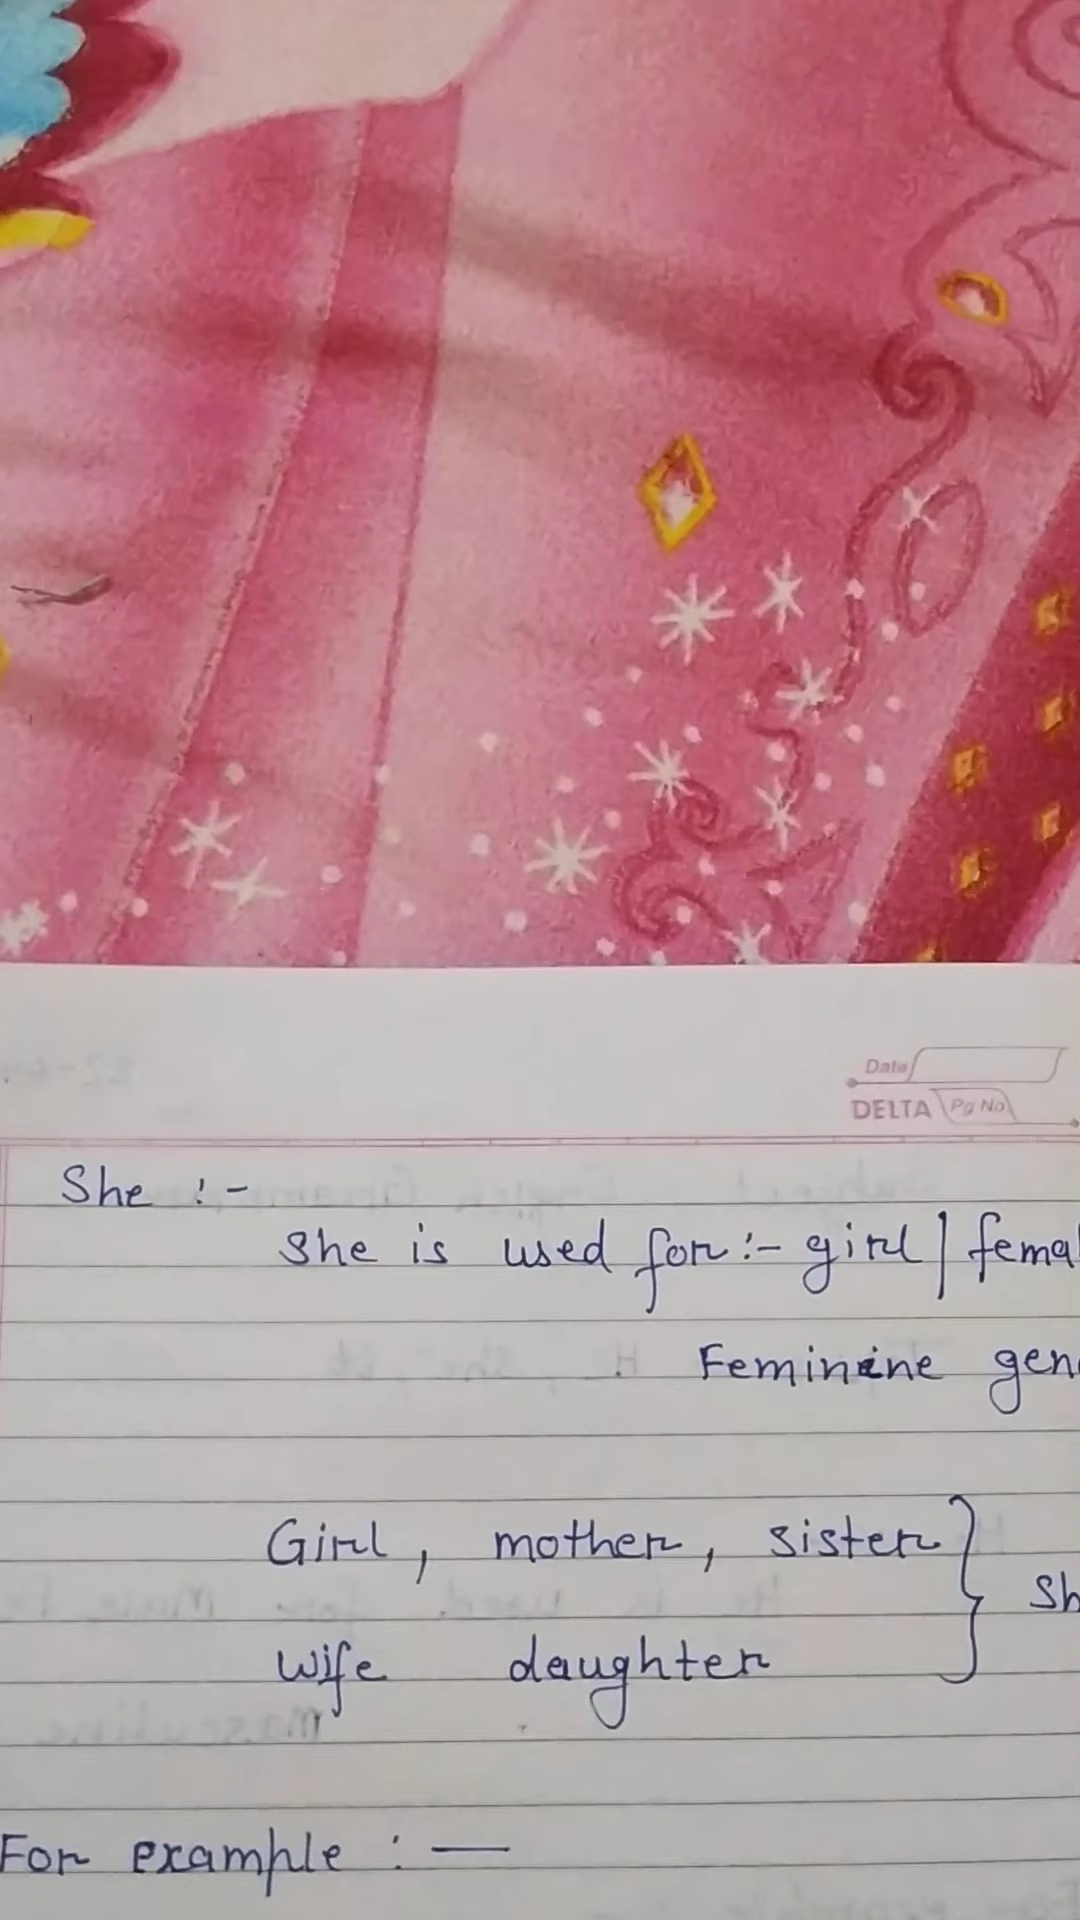 Date
DELTA Pg No
She :-
She is used for :- girl / femal
Feminine gen
Girl, mother, sister } Sh
wife daughter
For example : —